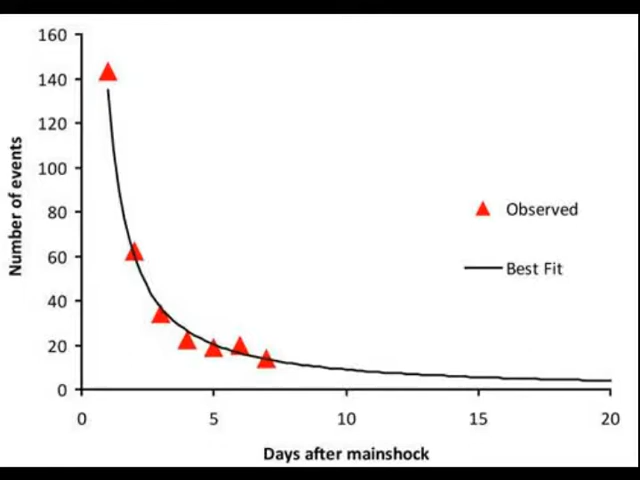 160
140
120
100
80
60
40
20
0
Number of events
Observed
Best Fit
0 5 10 15 20
Days after mainshock